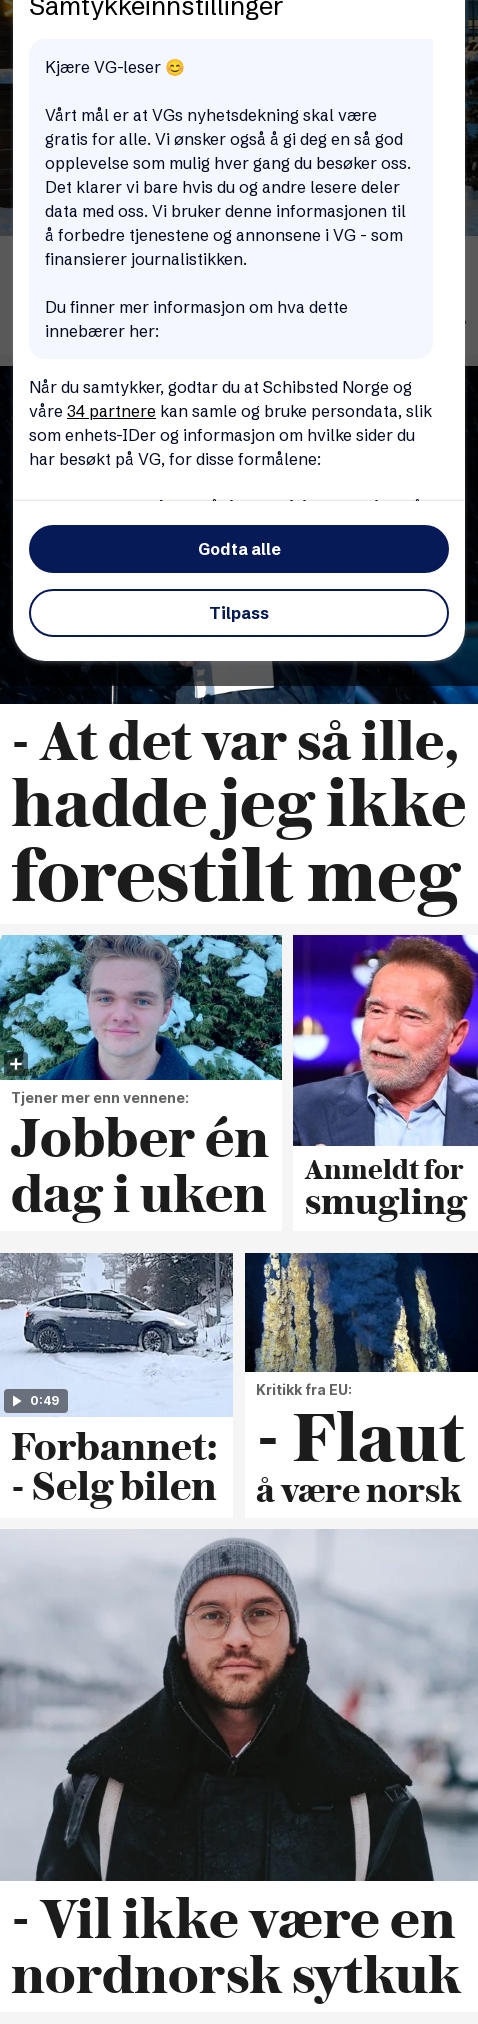 Samtykkeinnstillinger
Kjære VG-leser 😊
Vårt mål er at VGs nyhetsdekning skal være
gratis for alle. Vi ønsker også å gi deg en så god
opplevelse som mulig hver gang du besøker oss.
Det klarer vi bare hvis du og andre lesere deler
data med oss. Vi bruker denne informasjonen til
å forbedre tjenestene og annonsene i VG - som
finansierer journalistikken.
Du finner mer informasjon om hva dette
innebærer her:
Når du samtykker, godtar du at Schibsted Norge og
våre 34 partnere kan samle og bruke persondata, slik
som enhets-IDer og informasjon om hvilke sider du
har besøkt på VG, for disse formålene:
Godta alle
Tilpass
- At det var så ille,
hadde jeg ikke
forestilt meg
Tjener mer enn vennene:
Jobber én
dag i uken
Anmeldt for
smugling
0:49
Forbannet:
- Selg bilen
Kritikk fra EU:
- Flaut
å være norsk
- Vil ikke være en
nordnorsk sytkuk